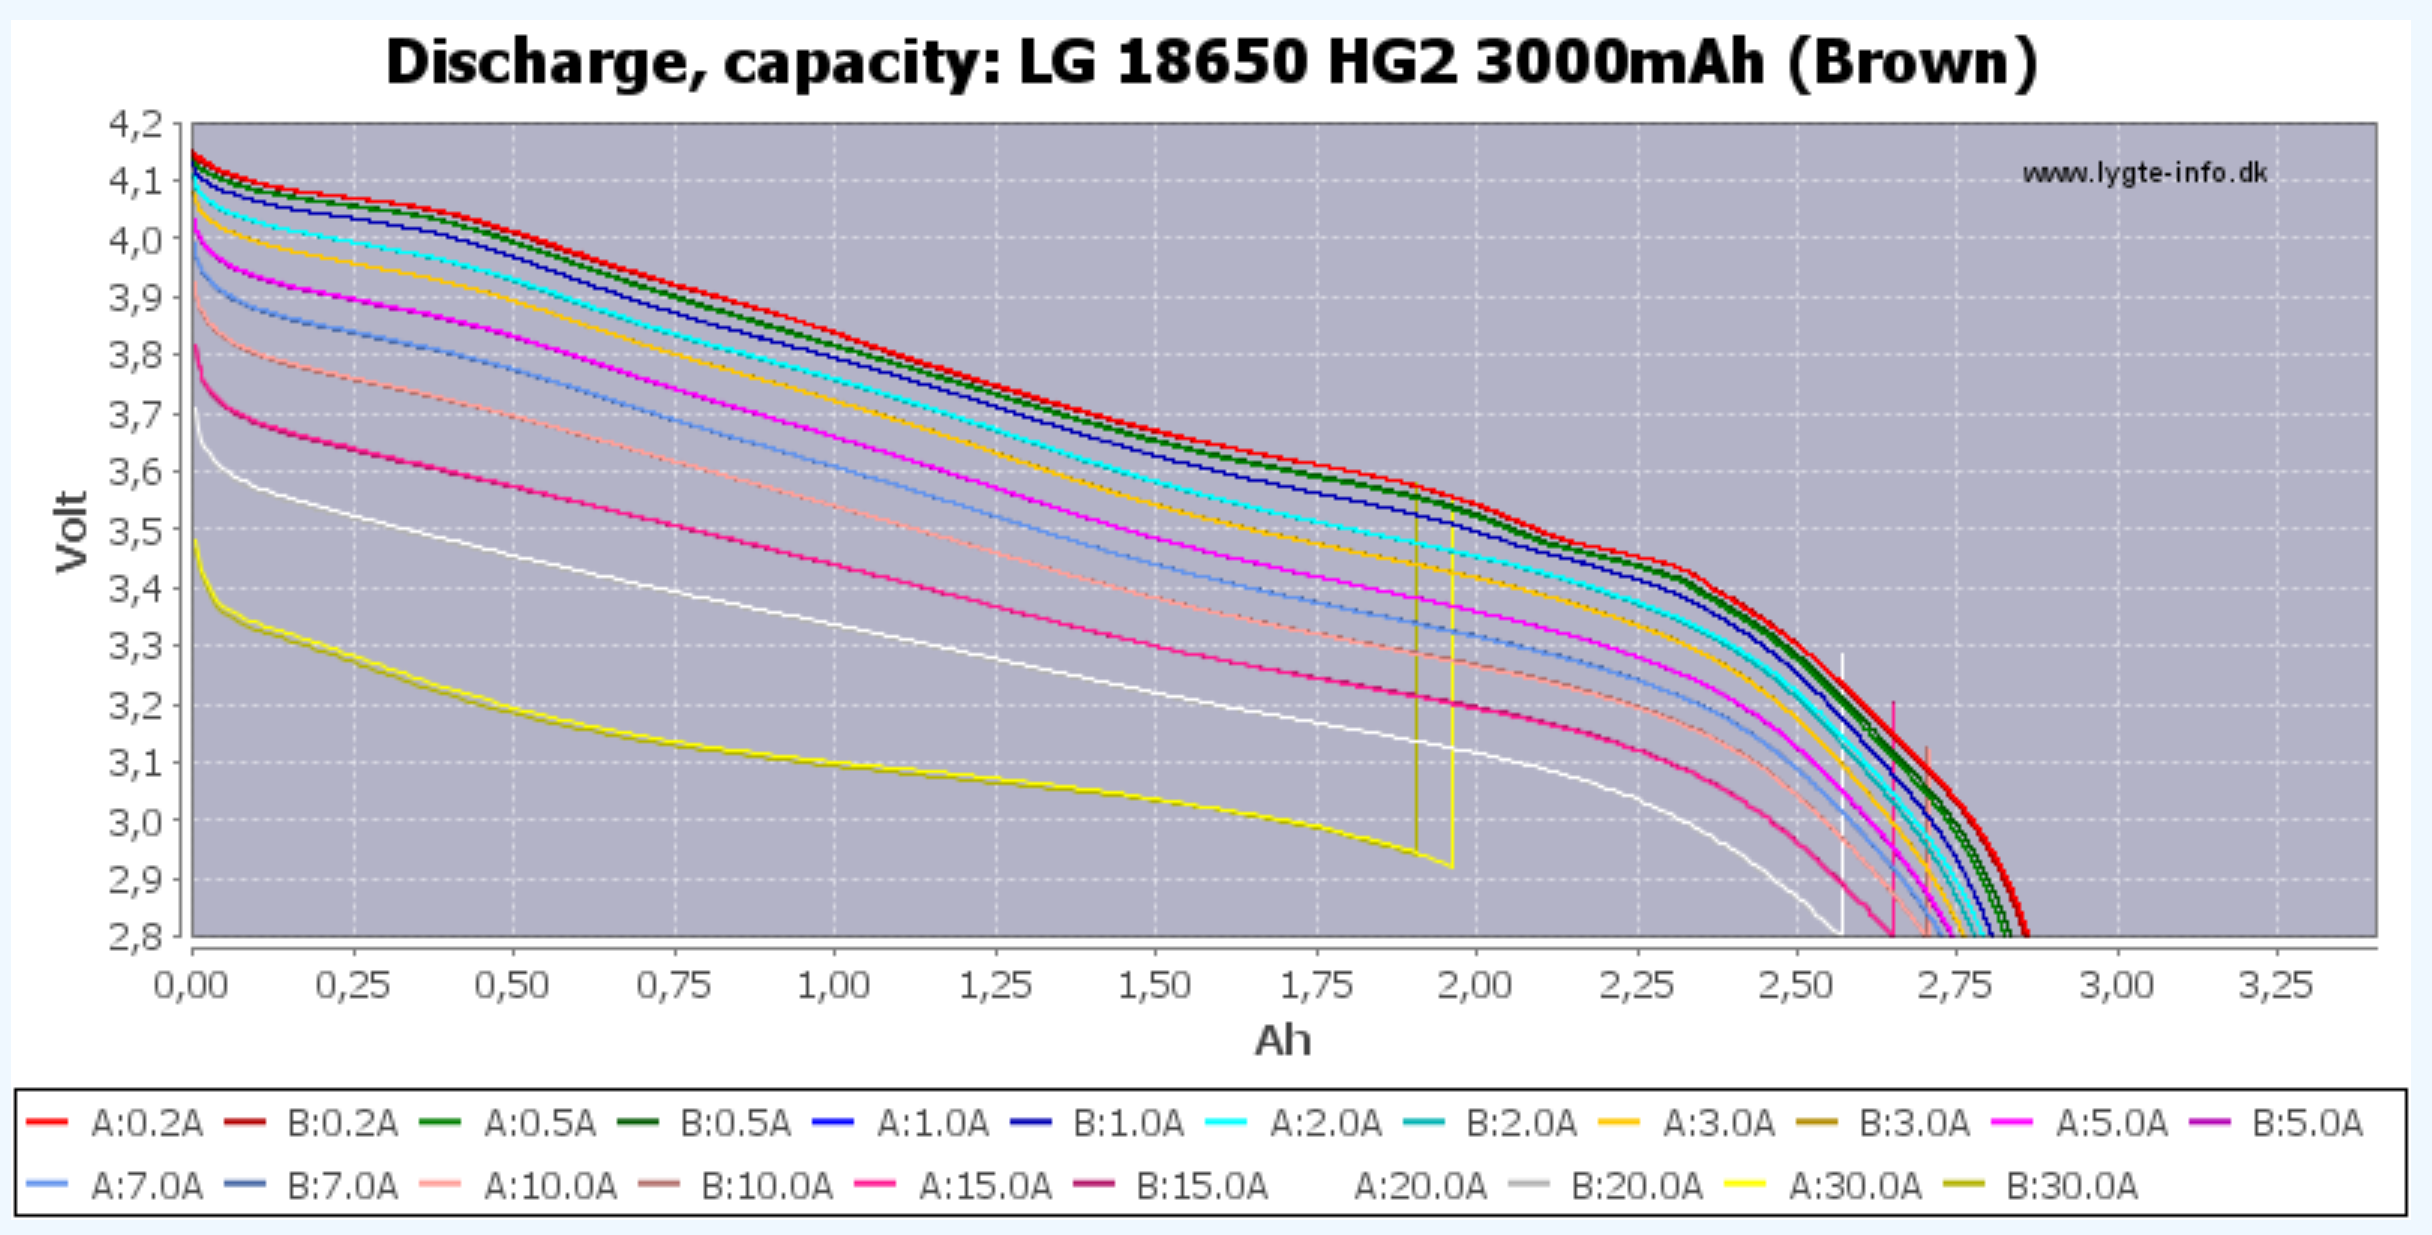 Discharge, capacity: LG 18650 HG2 3000mAh (Brown)
www.lygte-info.dk
Volt
4,2
4,1
4,0
3,9
3,8
3,7
3,6
3,5
3,4
3,3
3,2
3,1
3,0
2,9
2,8
0,00 0,25 0,50 0,75 1,00 1,25 1,50 1,75 2,00 2,25 2,50 2,75 3,00 3,25
Ah
A:0.2A B:0.2A A:0.5A B:0.5A A:1.0A B:1.0A A:2.0A B:2.0A A:3.0A B:3.0A A:5.0A B:5.0A
A:7.0A B:7.0A A:10.0A B:10.0A A:15.0A B:15.0A A:20.0A B:20.0A A:30.0A B:30.0A